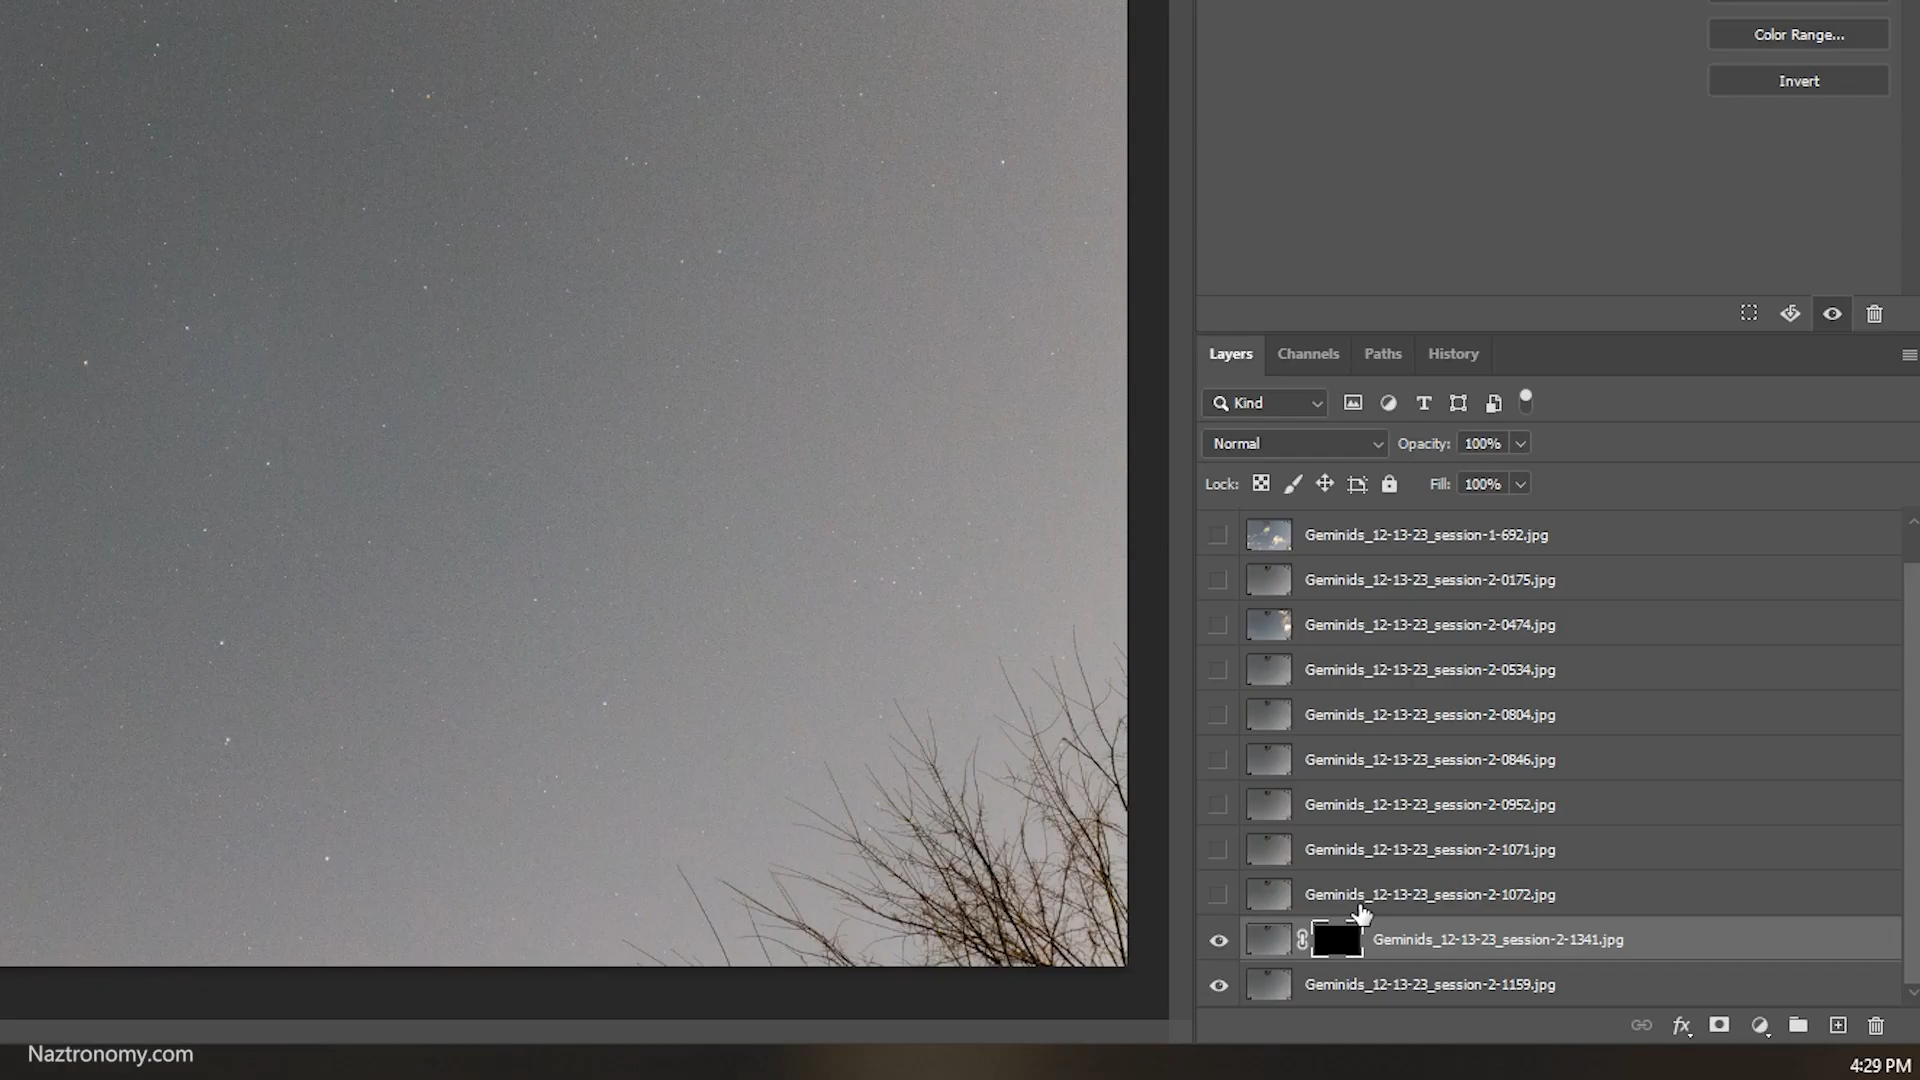 Color Range...
Invert
Layers
Channels
Paths
History
Kind
Normal
Opacity: 100%
Lock:
Fill: 100%
Geminids_12-13-23_session-1-692.jpg
Geminids_12-13-23_session-2-0175.jpg
Geminids_12-13-23_session-2-0474.jpg
Geminids_12-13-23_session-2-0534.jpg
Geminids_12-13-23_session-2-0804.jpg
Geminids_12-13-23_session-2-0846.jpg
Geminids_12-13-23_session-2-0952.jpg
Geminids_12-13-23_session-2-1071.jpg
Geminids_12-13-23_session-2-1072.jpg
Geminids_12-13-23_session-2-1341.jpg
Geminids_12-13-23_session-2-1159.jpg
fx
Naztronomy.com
4:29 PM